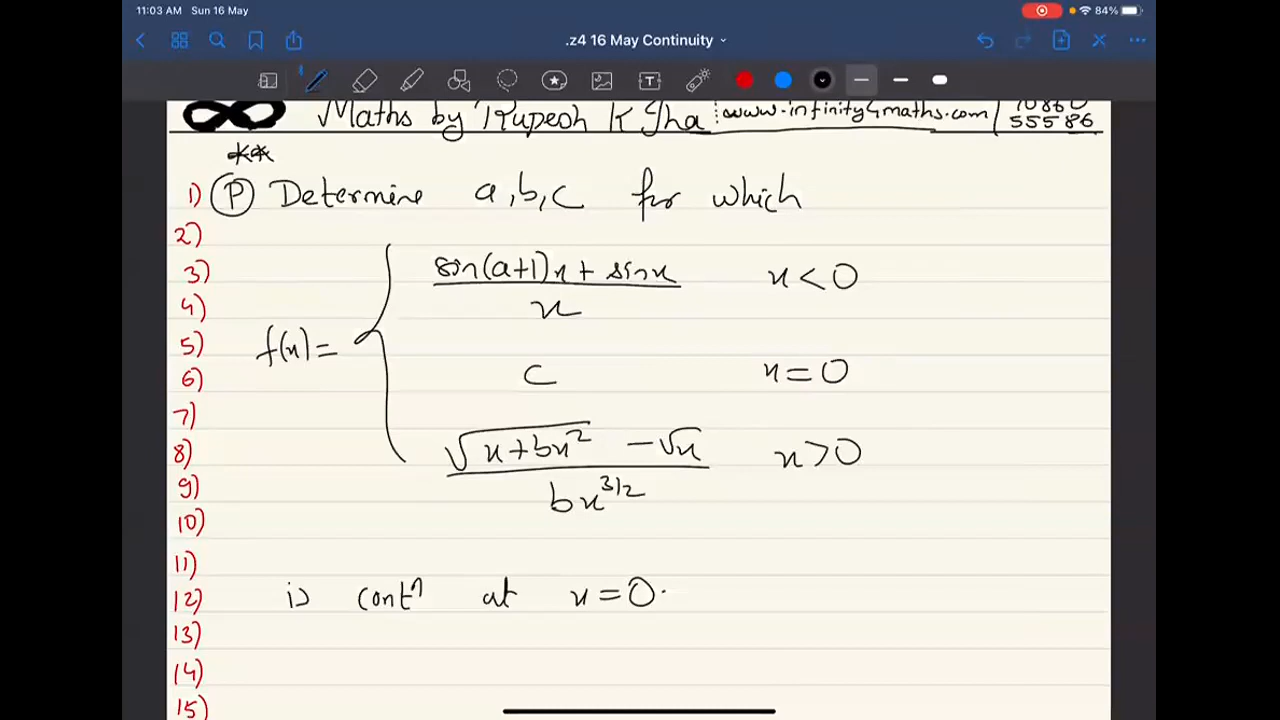 11:03 AM Sun 16 May 84%
.z4 16 May Continuity
Maths by Rupesh K Jha www.infinity4maths.com
55586
**
1) (P) Determine a, b, c for which
2)
3) sin(a+1)x + sinx x < 0
4) x
5) f(x) =
6) c x = 0
7)
8) √x+bx² - √x x > 0
9) bx^3/2
10)
11)
12) is contⁿ at x = 0.
13)
14)
15)